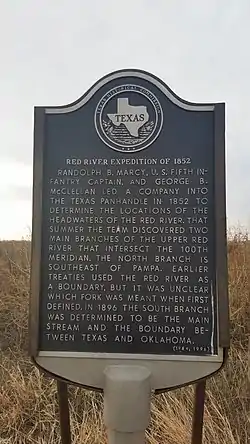 TEXAS
RED RIVER EXPEDITION OF 1852
RANDOLPH B. MARCY, U. S. FIFTH IN-
FANTRY CAPTAIN, AND GEORGE B.
McCLELLAN LED A COMPANY INTO
THE TEXAS PANHANDLE IN 1852 TO
DETERMINE THE LOCATIONS OF THE
HEADWATERS OF THE RED RIVER. THAT
SUMMER THE TEAM DISCOVERED TWO
MAIN BRANCHES OF THE UPPER RED
RIVER THAT INTERSECT THE 100TH
MERIDIAN. THE NORTH BRANCH IS
SOUTHEAST OF PAMPA. EARLIER
TREATIES USED THE RED RIVER AS
A BOUNDARY, BUT IT WAS UNCLEAR
WHICH FORK WAS MEANT WHEN FIRST
DEFINED. IN 1896 THE SOUTH BRANCH
WAS DETERMINED TO BE THE MAIN
STREAM AND THE BOUNDARY BE-
TWEEN TEXAS AND OKLAHOMA.